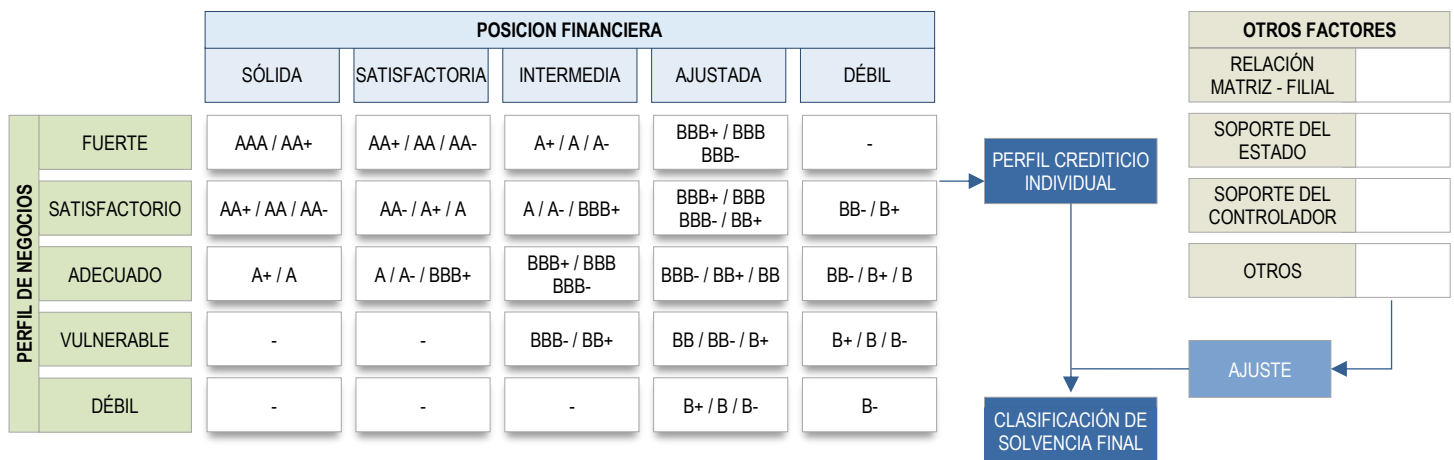 POSICION FINANCIERA
SÓLIDA
SATISFACTORIA
INTERMEDIA
AJUSTADA
DÉBIL
PERFIL DE NEGOCIOS
FUERTE
AAA / AA+
AA+ / AA / AA-
A+ / A / A-
BBB+ / BBB
BBB-
-
SATISFACTORIO
AA+ / AA / AA-
AA- / A+ / A
A / A- / BBB+
BBB+ / BBB
BBB- / BB+
BB- / B+
ADECUADO
A+ / A
A / A- / BBB+
BBB+ / BBB
BBB-
BBB- / BB+ / BB
BB- / B+ / B
VULNERABLE
-
-
BBB- / BB+
BB / BB- / B+
B+ / B / B-
DÉBIL
-
-
-
B+ / B / B-
B-
PERFIL CREDITICIO
INDIVIDUAL
CLASIFICACIÓN DE
SOLVENCIA FINAL
OTROS FACTORES
RELACIÓN
MATRIZ - FILIAL
SOPORTE DEL
ESTADO
SOPORTE DEL
CONTROLADOR
OTROS
AJUSTE